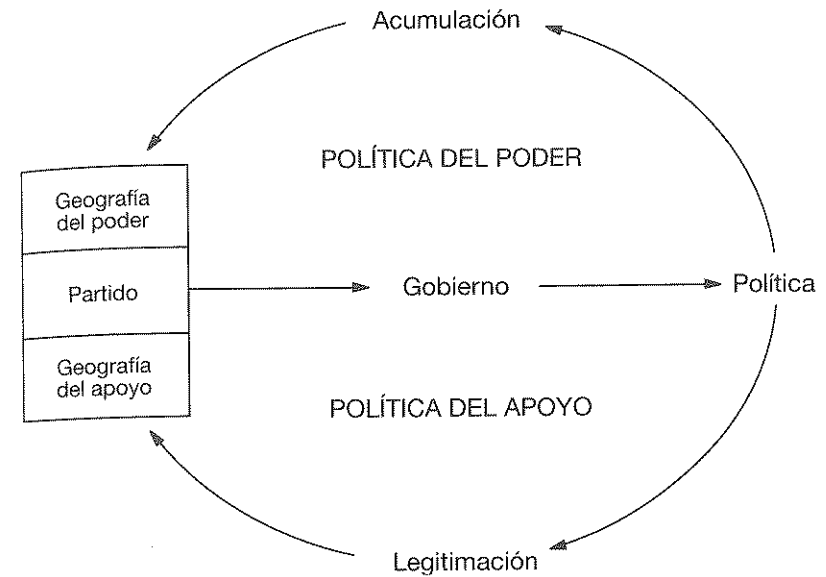 Acumulación
POLÍTICA DEL PODER
Geografía
del poder
Partido
Gobierno
Política
Geografía
del apoyo
POLÍTICA DEL APOYO
Legitimación